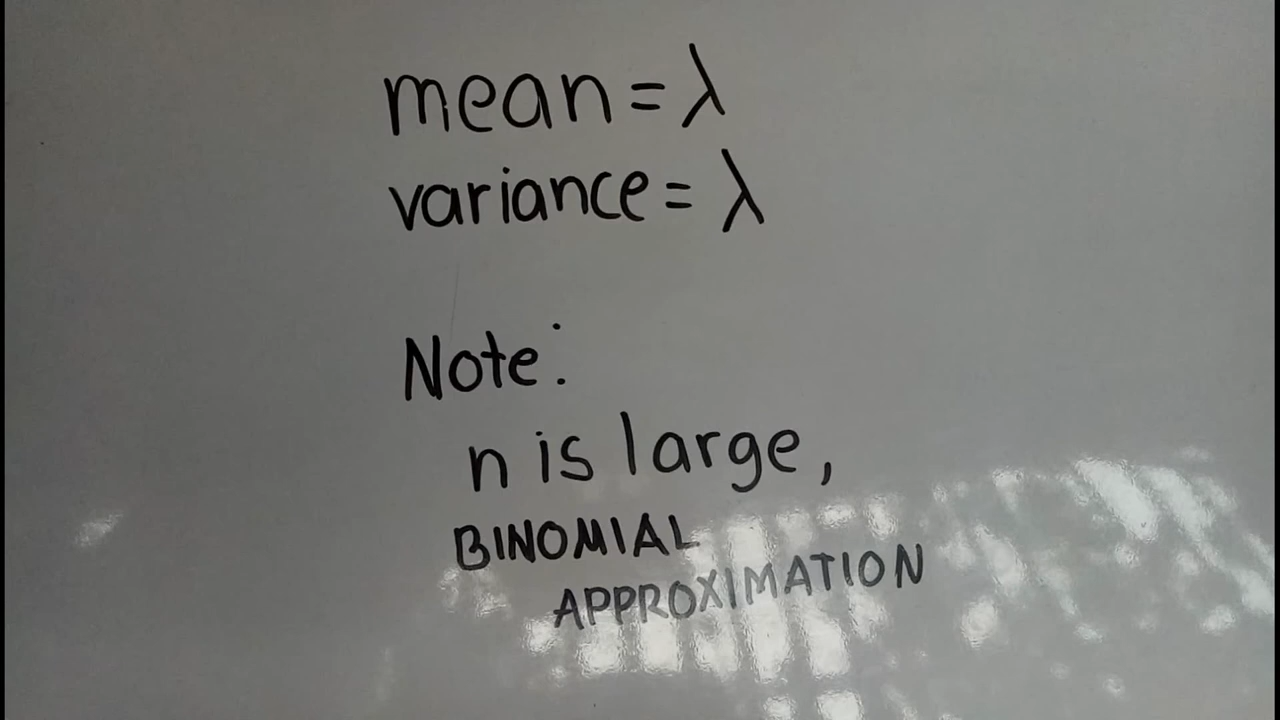 mean = λ
variance = λ
Note:
n is large,
BINOMIAL
APPROXIMATION